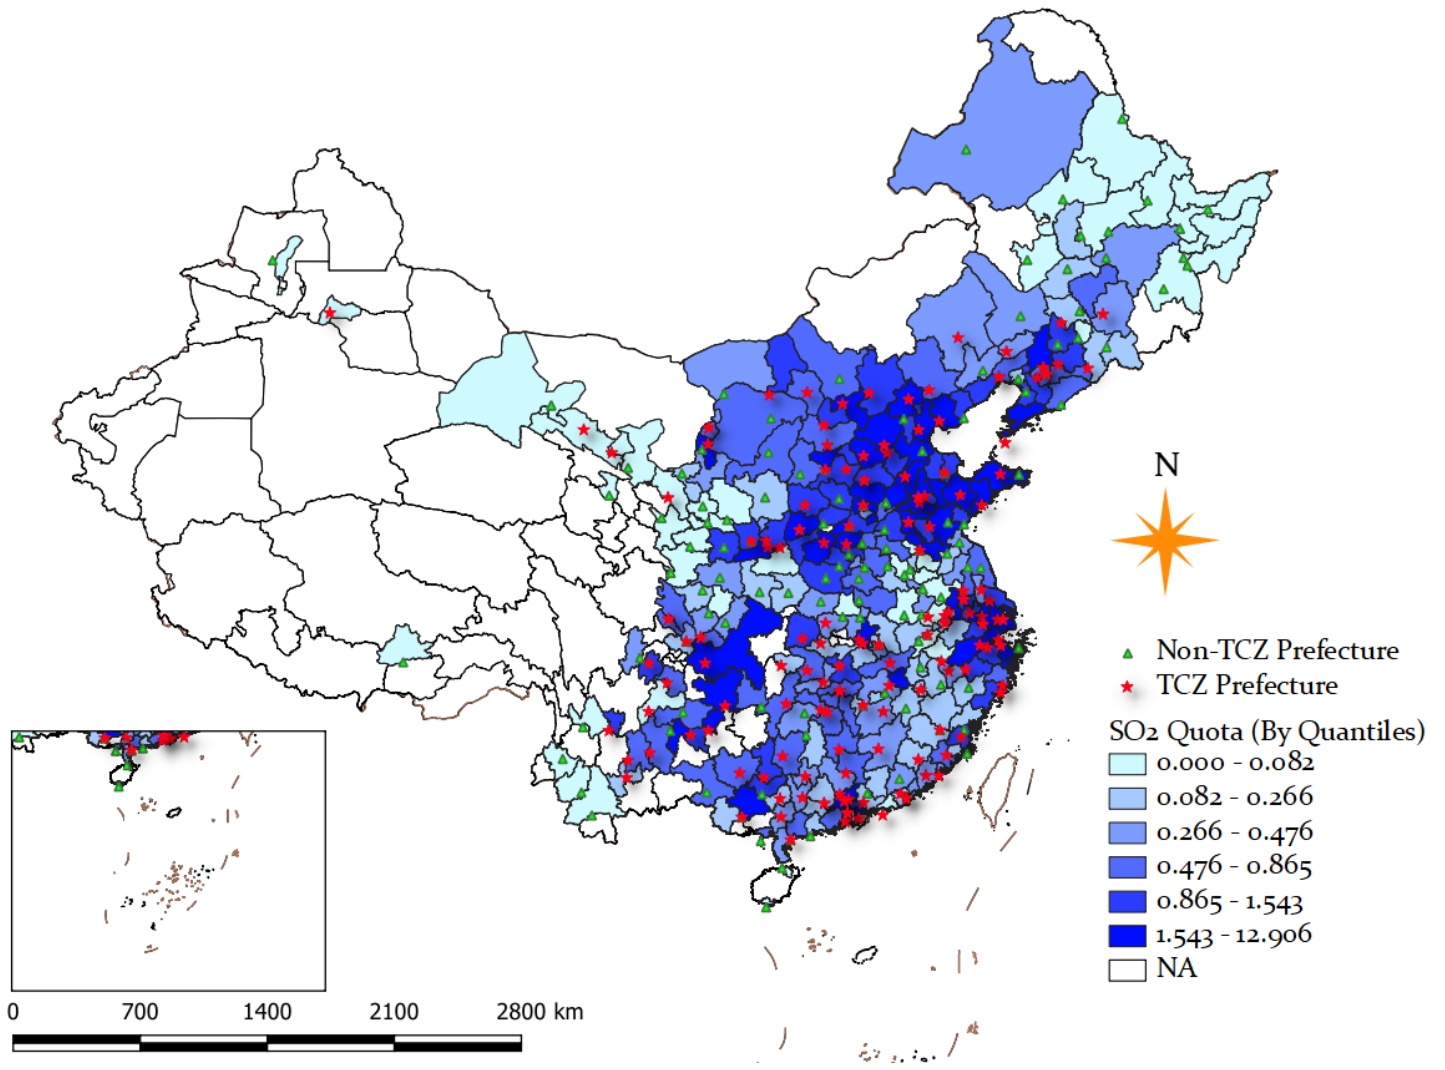 N
Non-TCZ Prefecture
TCZ Prefecture
SO2 Quota (By Quantiles)
0.000 - 0.082
0.082 - 0.266
0.266 - 0.476
0.476 - 0.865
0.865 - 1.543
1.543 - 12.906
NA
0 700 1400 2100 2800 km